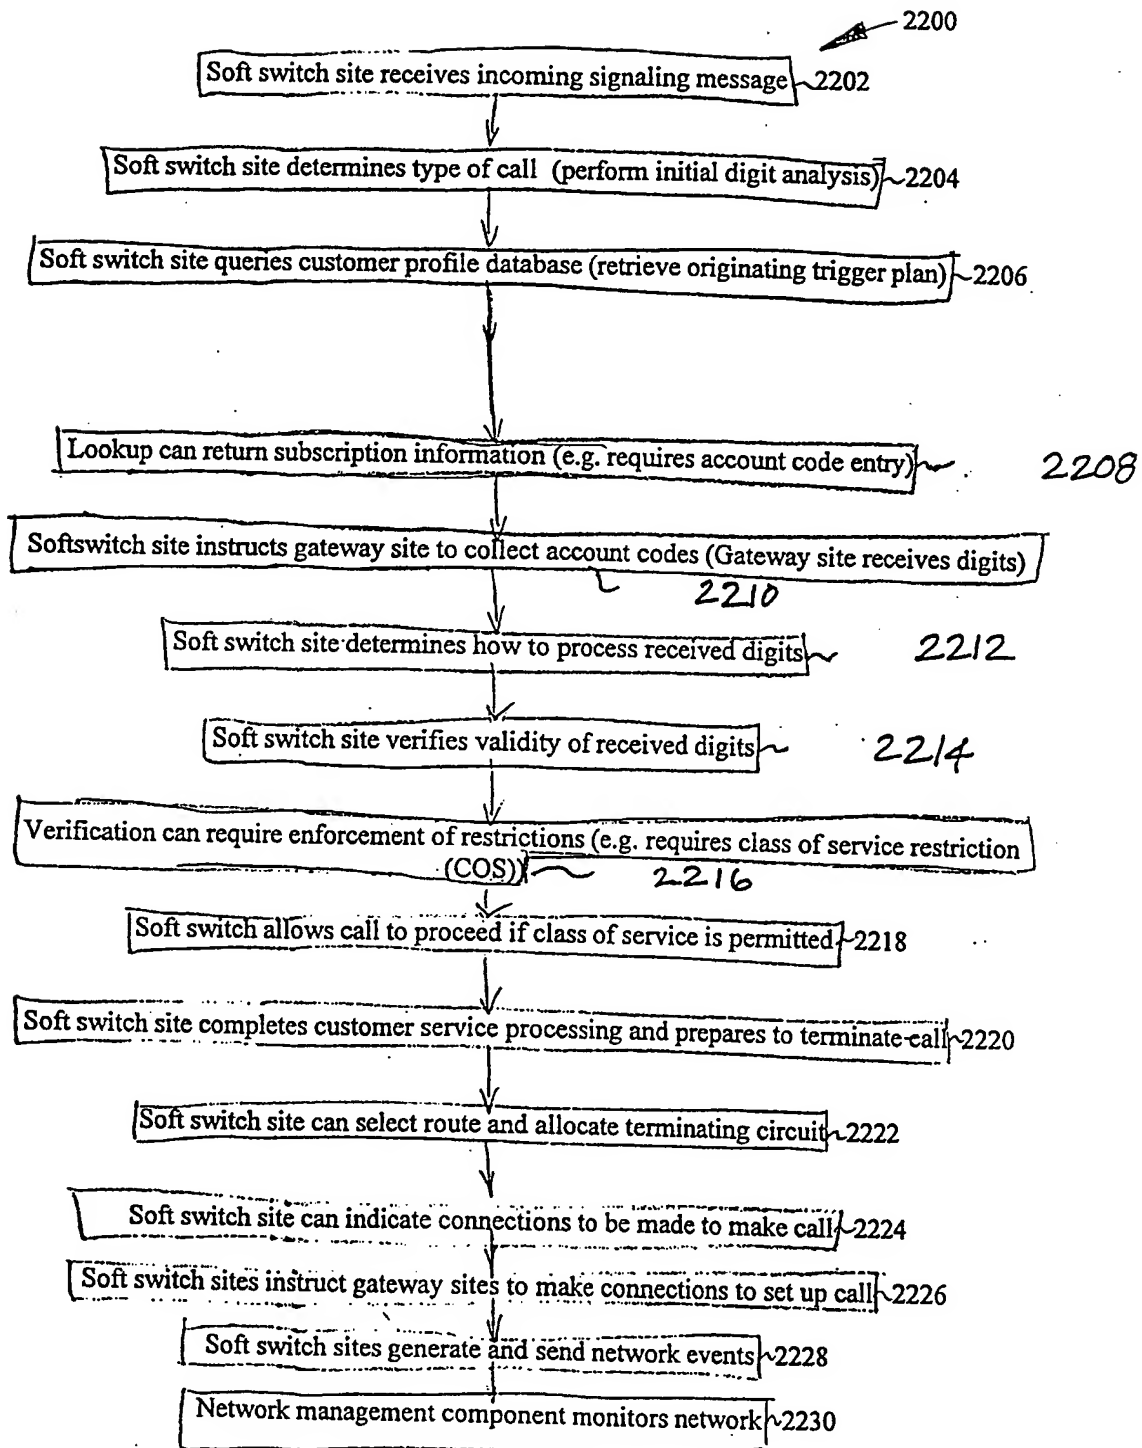 2200
Soft switch site receives incoming signaling message 2202
Soft switch site determines type of call (perform initial digit analysis) 2204
Soft switch site queries customer profile database (retrieve originating trigger plan) 2206
Lookup can return subscription information (e.g. requires account code entry) 2208
Softswitch site instructs gateway site to collect account codes (Gateway site receives digits)
2210
Soft switch site determines how to process received digits 2212
Soft switch site verifies validity of received digits 2214
Verification can require enforcement of restrictions (e.g. requires class of service restriction
(COS)) 2216
Soft switch allows call to proceed if class of service is permitted 2218
Soft switch site completes customer service processing and prepares to terminate call 2220
Soft switch site can select route and allocate terminating circuit 2222
Soft switch site can indicate connections to be made to make call 2224
Soft switch sites instruct gateway sites to make connections to set up call 2226
Soft switch sites generate and send network events 2228
Network management component monitors network 2230